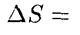 ΔS =